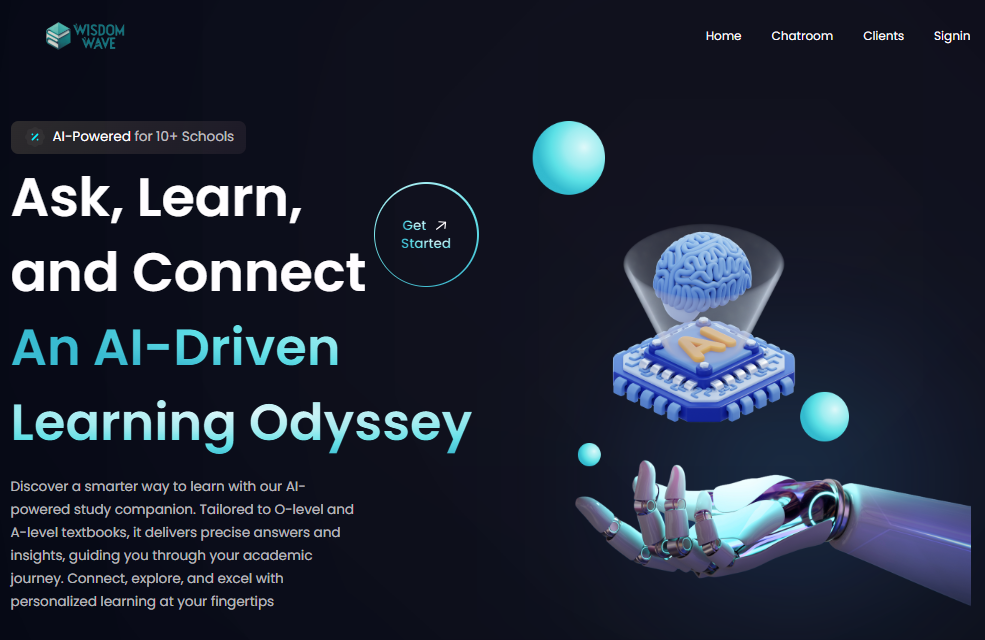 WISDOM
WAVE
Home Chatroom Clients Signin
AI-Powered for 10+ Schools
Ask, Learn,
and Connect
Get ↗
Started
An AI-Driven
Learning Odyssey
Discover a smarter way to learn with our AI-
powered study companion. Tailored to O-level and
A-level textbooks, it delivers precise answers and
insights, guiding you through your academic
journey. Connect, explore, and excel with
personalized learning at your fingertips
AI